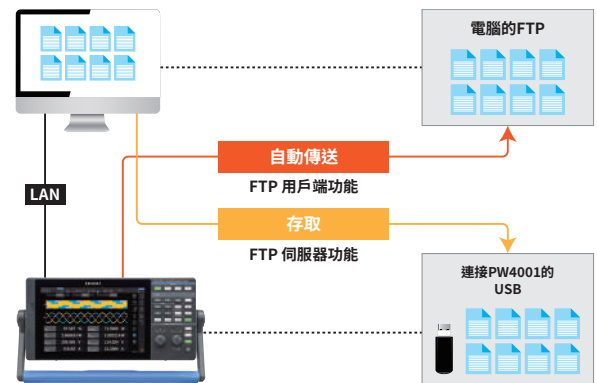 電腦的FTP
自動傳送
FTP 用戶端功能
LAN
存取
FTP 伺服器功能
連接PW4001的
USB
HIOKI